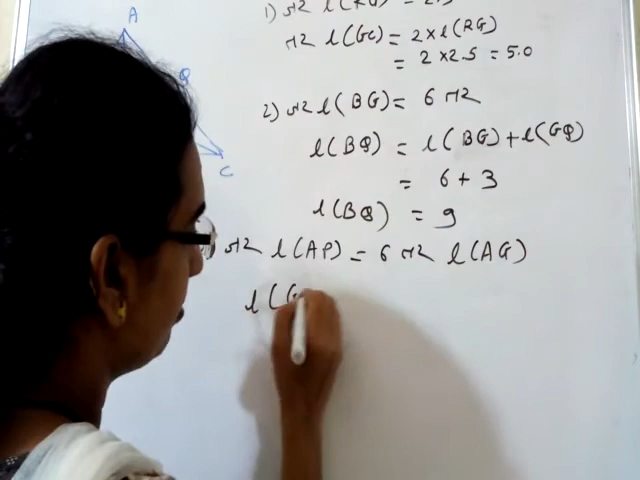 A
Q
C
1) जर l(RG) = 2.5
तर l(GC) = 2 × l(RG)
= 2 × 2.5 = 5.0
2) जर l(BG) = 6 तर
l(BQ) = l(BG) + l(GQ)
= 6 + 3
l(BQ) = 9
जर l(AP) = 6 तर l(AG)
l(G